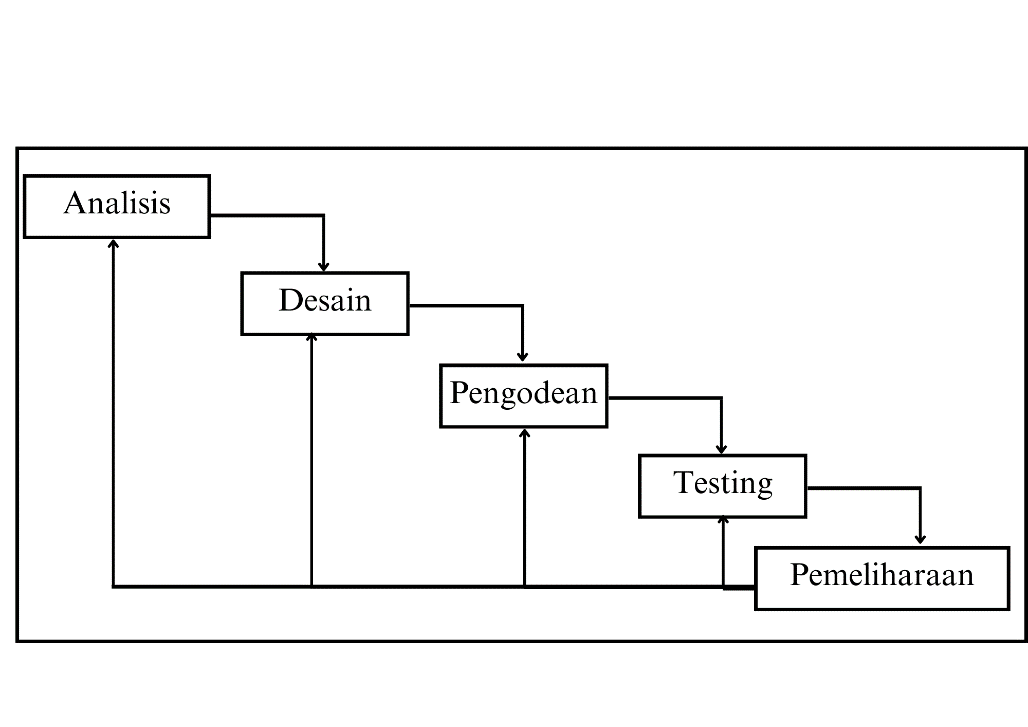 Analisis
Desain
Pengodean
Testing
Pemeliharaan